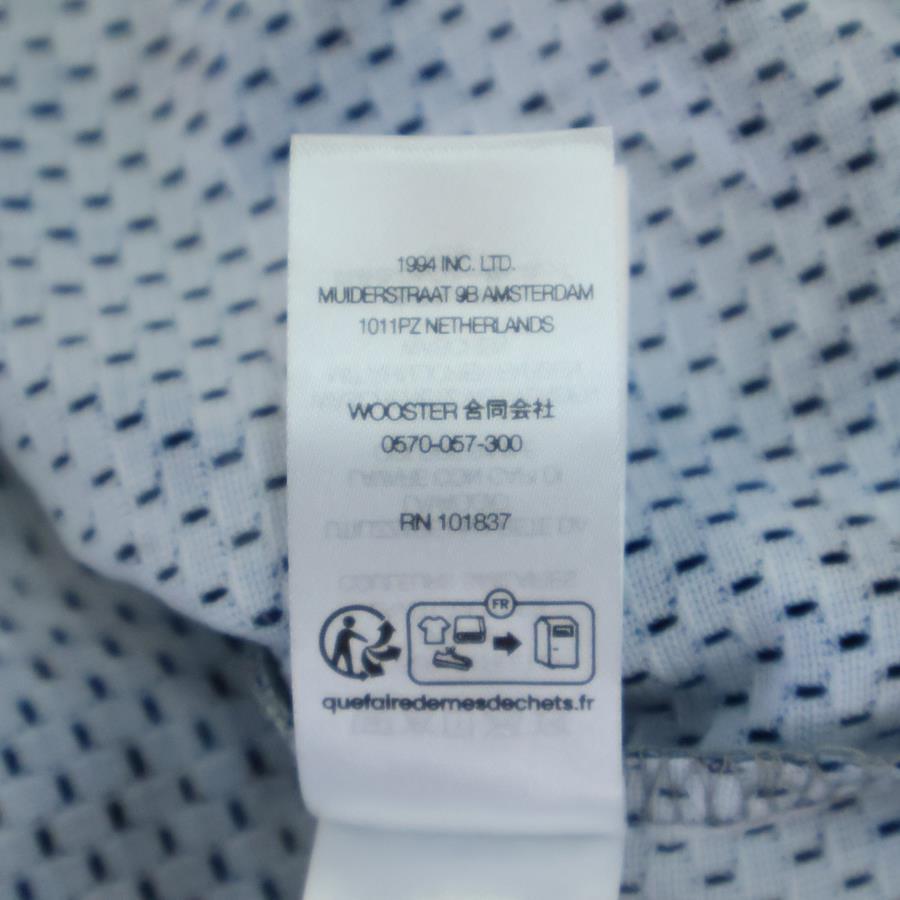 1994 INC. LTD.
MUIDERSTRAAT 9B AMSTERDAM
1011PZ NETHERLANDS
WOOSTER 合同会社
0570-057-300
RN 101837
FR
quefairedemesdechets.fr